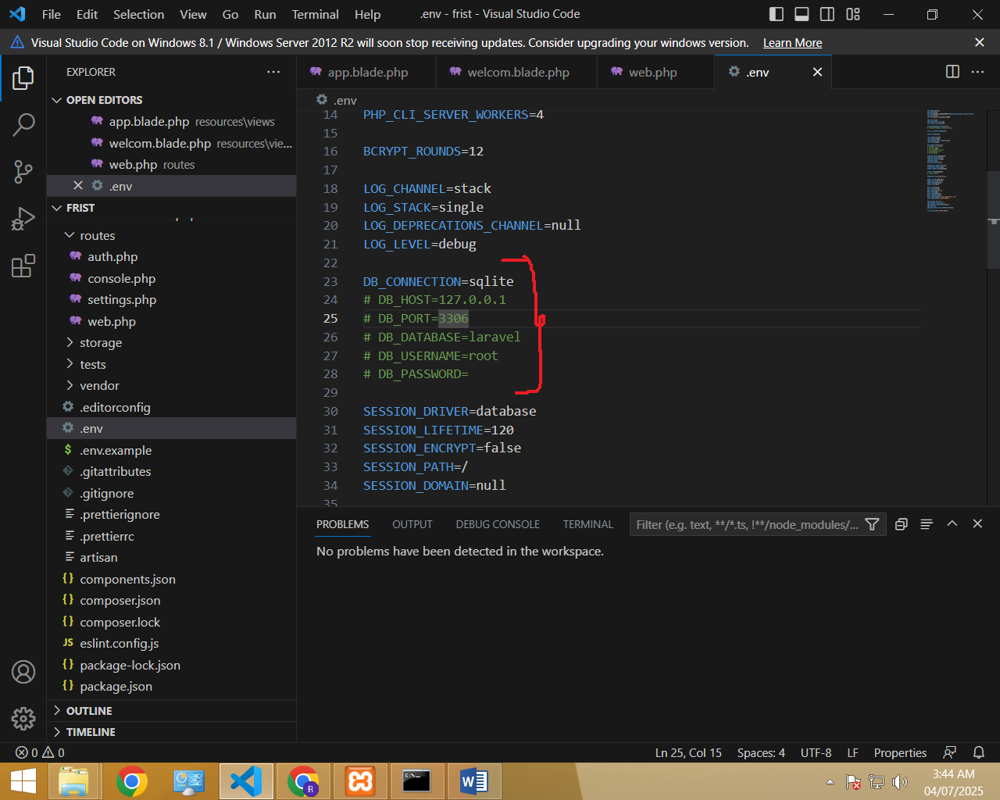 File Edit Selection View Go Run Terminal Help .env - frist - Visual Studio Code
Visual Studio Code on Windows 8.1 / Windows Server 2012 R2 will soon stop receiving updates. Consider upgrading your windows version. Learn More
EXPLORER
OPEN EDITORS
app.blade.php resources\views
welcom.blade.php resources\vie...
web.php routes
.env
FRIST
routes
auth.php
console.php
settings.php
web.php
storage
tests
vendor
.editorconfig
.env
$ .env.example
.gitattributes
.gitignore
.prettierignore
.prettierrc
artisan
{} components.json
{} composer.json
{} composer.lock
JS eslint.config.js
{} package-lock.json
{} package.json
OUTLINE
TIMELINE
app.blade.php welcom.blade.php web.php .env
.env
14 PHP_CLI_SERVER_WORKERS=4
15
16 BCRYPT_ROUNDS=12
17
18 LOG_CHANNEL=stack
19 LOG_STACK=single
20 LOG_DEPRECATIONS_CHANNEL=null
21 LOG_LEVEL=debug
22
23 DB_CONNECTION=sqlite
24 # DB_HOST=127.0.0.1
25 # DB_PORT=3306
26 # DB_DATABASE=laravel
27 # DB_USERNAME=root
28 # DB_PASSWORD=
29
30 SESSION_DRIVER=database
31 SESSION_LIFETIME=120
32 SESSION_ENCRYPT=false
33 SESSION_PATH=/
34 SESSION_DOMAIN=null
35
PROBLEMS OUTPUT DEBUG CONSOLE TERMINAL Filter (e.g. text, **/*.ts, !**/node_modules/...
No problems have been detected in the workspace.
0 0 Ln 25, Col 15 Spaces: 4 UTF-8 LF Properties
R
C:\_
W
3:44 AM
04/07/2025